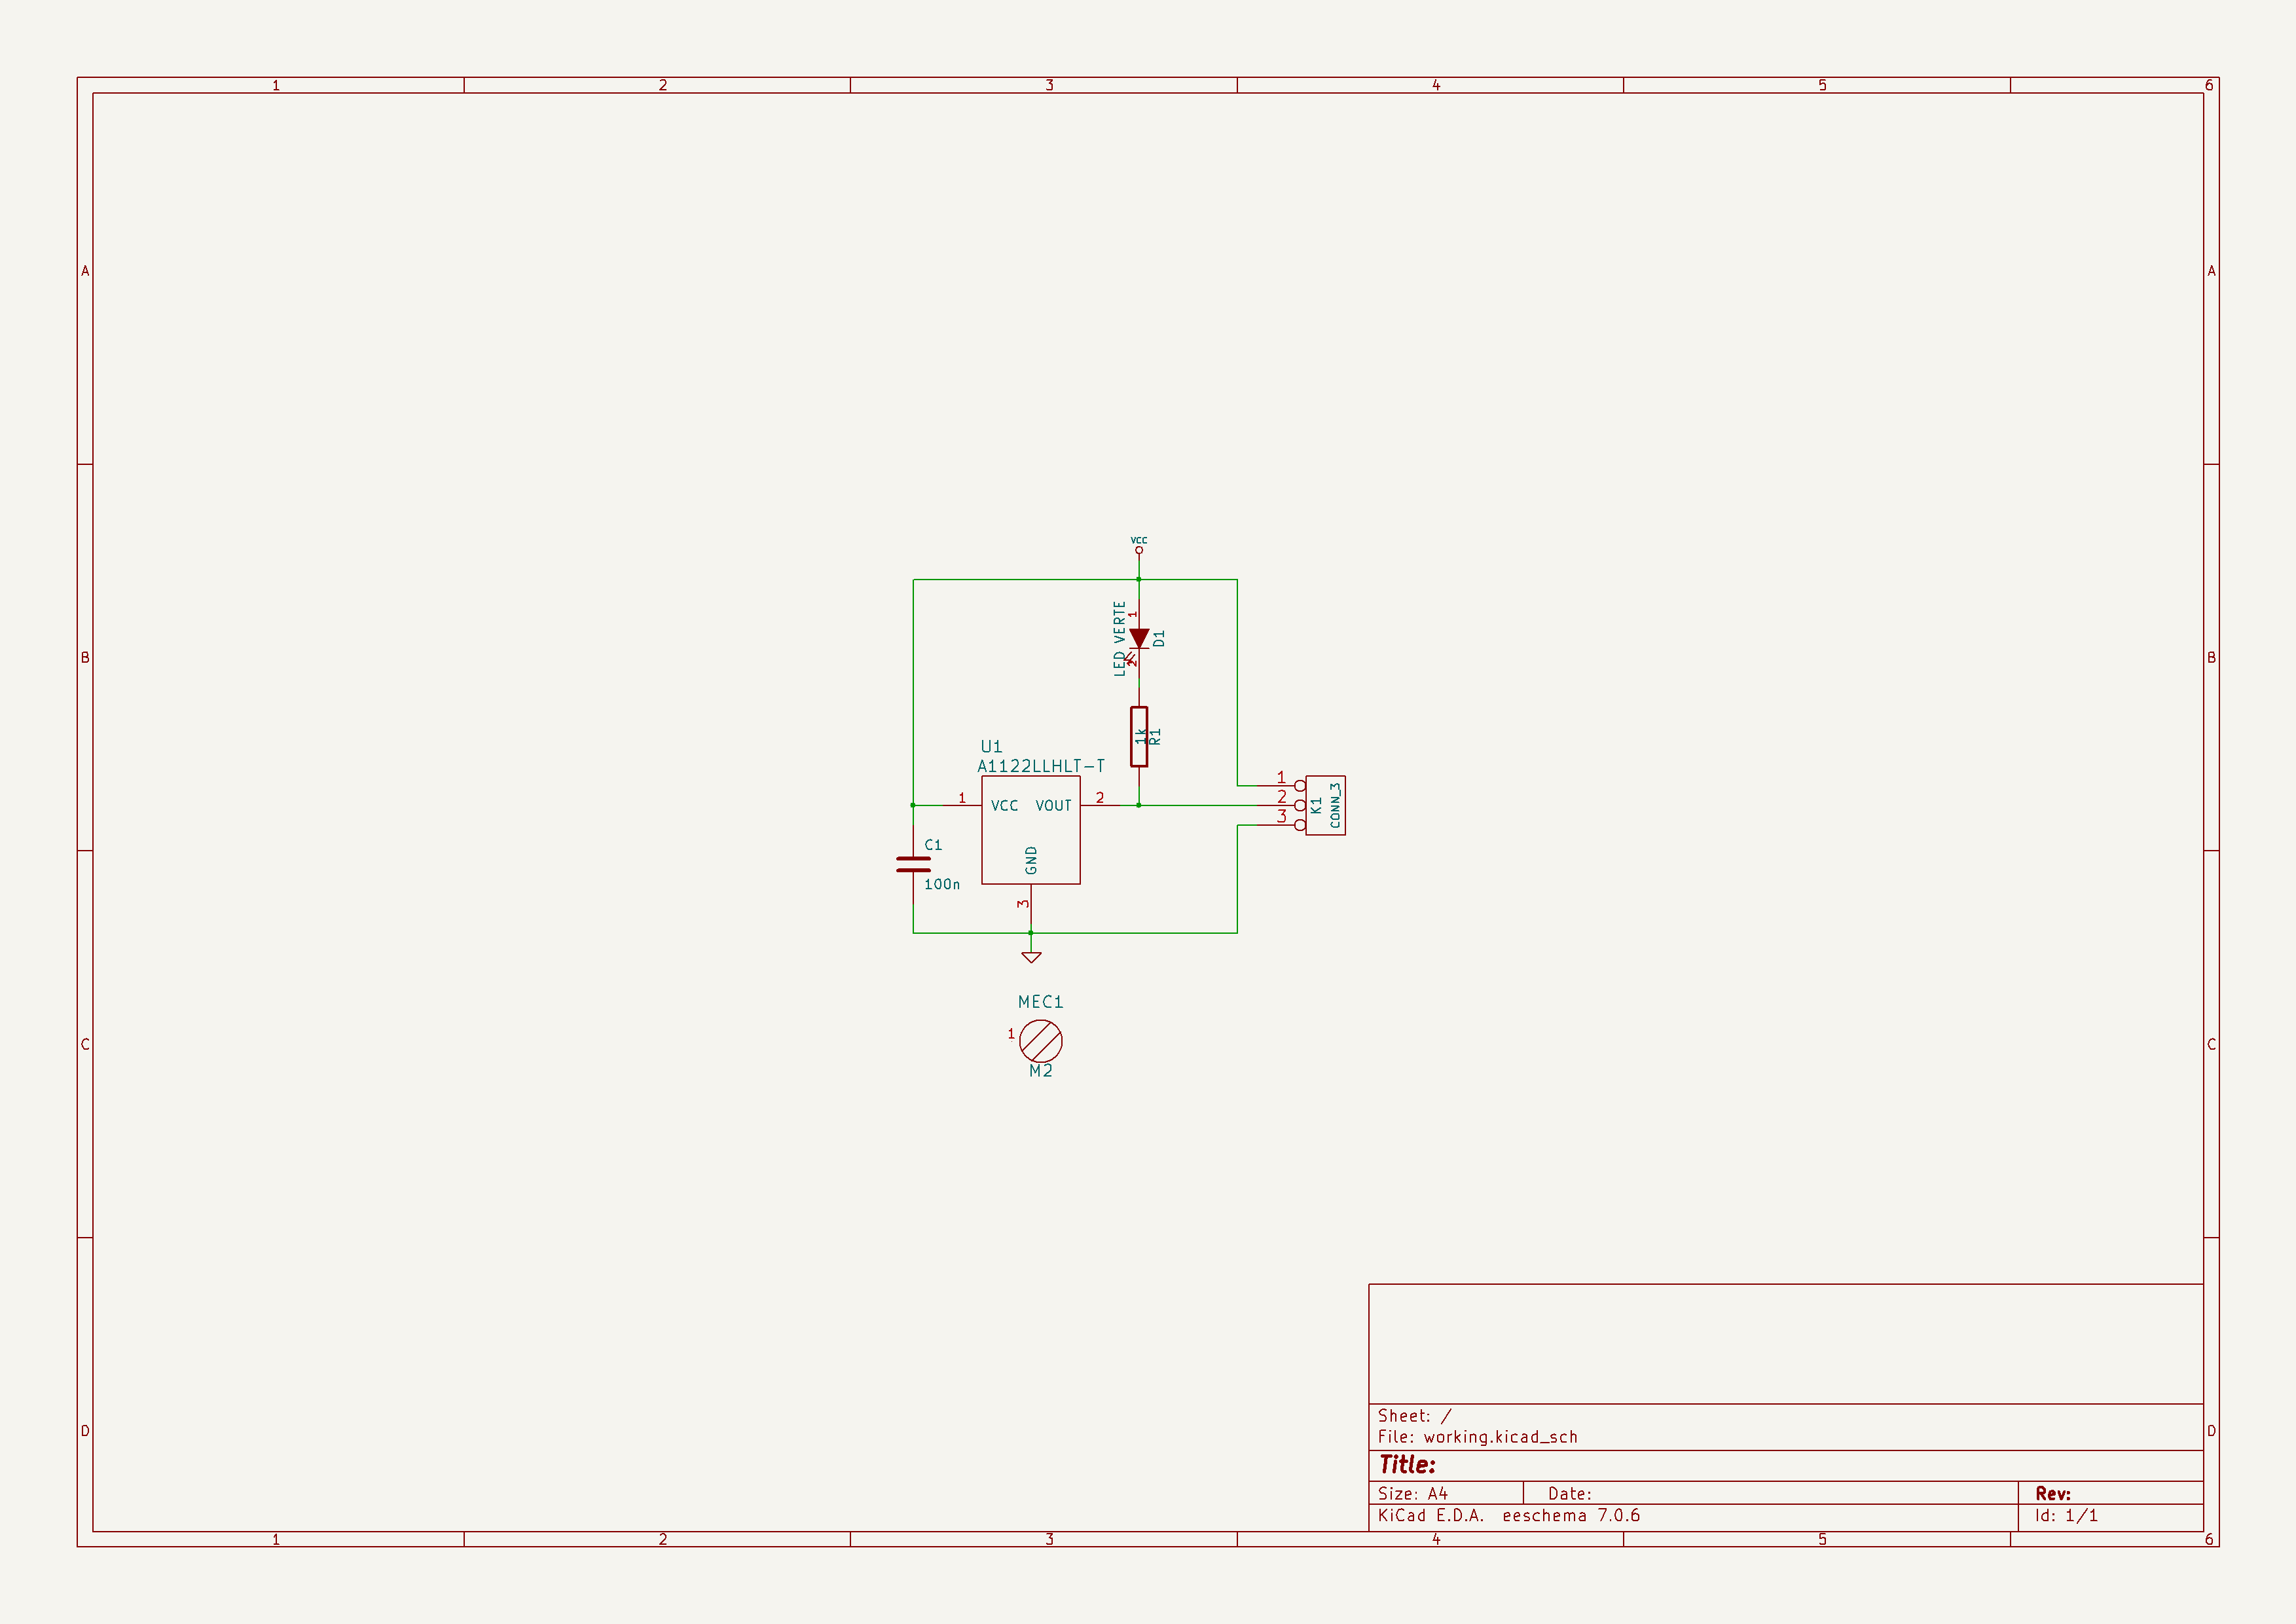 1 2 3 4 5 6
A A
VCC
1
LED VERTE
D1
2
B B
1k
R1
U1
A1122LLHLT-T
1 VCC VOUT 2
1
2
3
K1
CONN_3
C1
GND
100n
3
MEC1
1
M2
C C
Sheet: /
File: working.kicad_sch
D D
Title:
Size: A4 Date: Rev:
KiCad E.D.A. eeschema 7.0.6 Id: 1/1
1 2 3 4 5 6